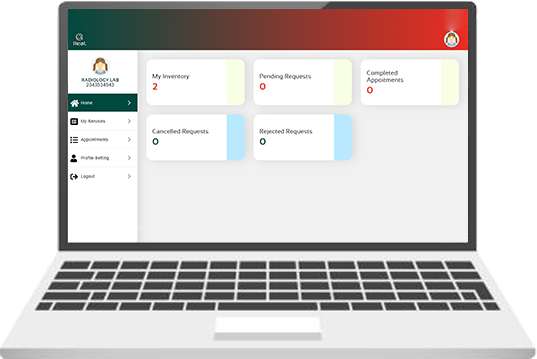 RADIOLOGY LAB
2343534543
Home
My Services
Appointments
Profile Setting
Logout
My Inventory
2
Pending Requests
0
Completed
Appoitments
0
Cancelled Requests
0
Rejected Requests
0